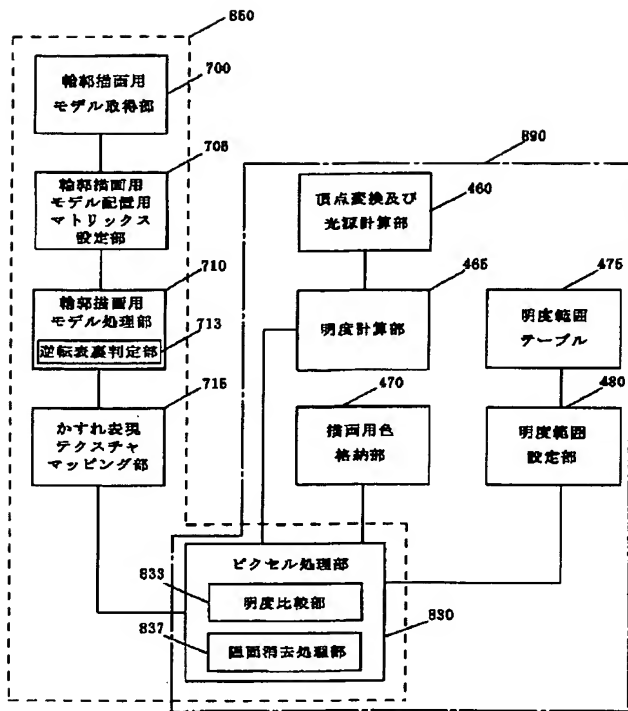 850
輪郭描画用
モデル取得部
700
705
輪郭描画用
モデル配置用
マトリックス
設定部
710
輪郭描画用
モデル処理部
713
逆転表裏判定部
715
かすれ表現
テクスチャ
マッピング部
890
460
頂点変換及び
光源計算部
465
明度計算部
475
明度範囲
テーブル
470
描画用色
格納部
480
明度範囲
設定部
ピクセル処理部
833
明度比較部
830
837
隠面消去処理部